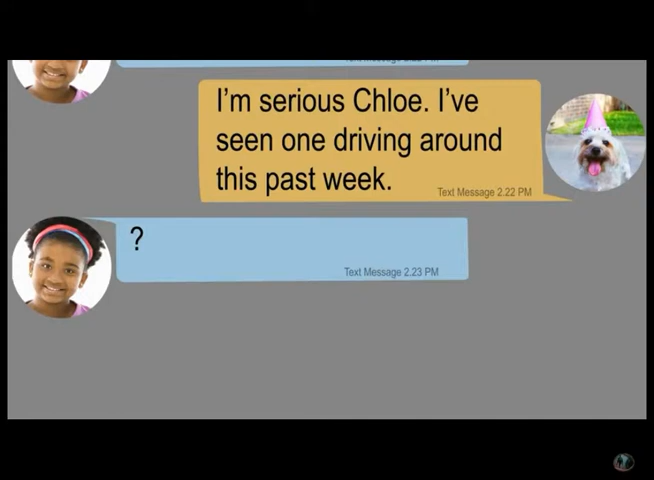 I'm serious Chloe. I've
seen one driving around
this past week.
Text Message 2.22 PM
?
Text Message 2.23 PM